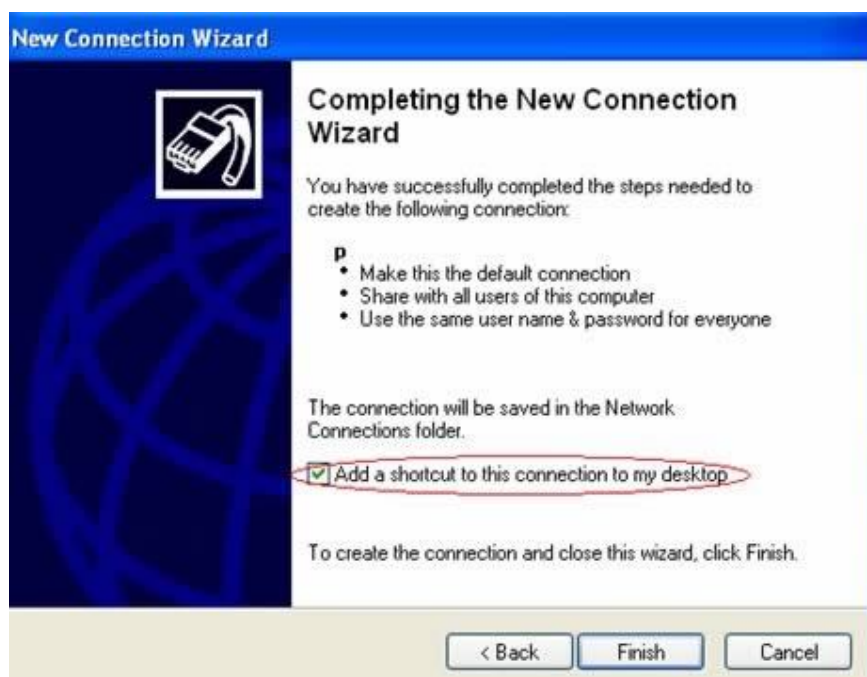 New Connection Wizard
Completing the New Connection
Wizard
You have successfully completed the steps needed to
create the following connection:
p
• Make this the default connection
• Share with all users of this computer
• Use the same user name & password for everyone
The connection will be saved in the Network
Connections folder.
Add a shortcut to this connection to my desktop
To create the connection and close this wizard, click Finish.
< Back Finish Cancel